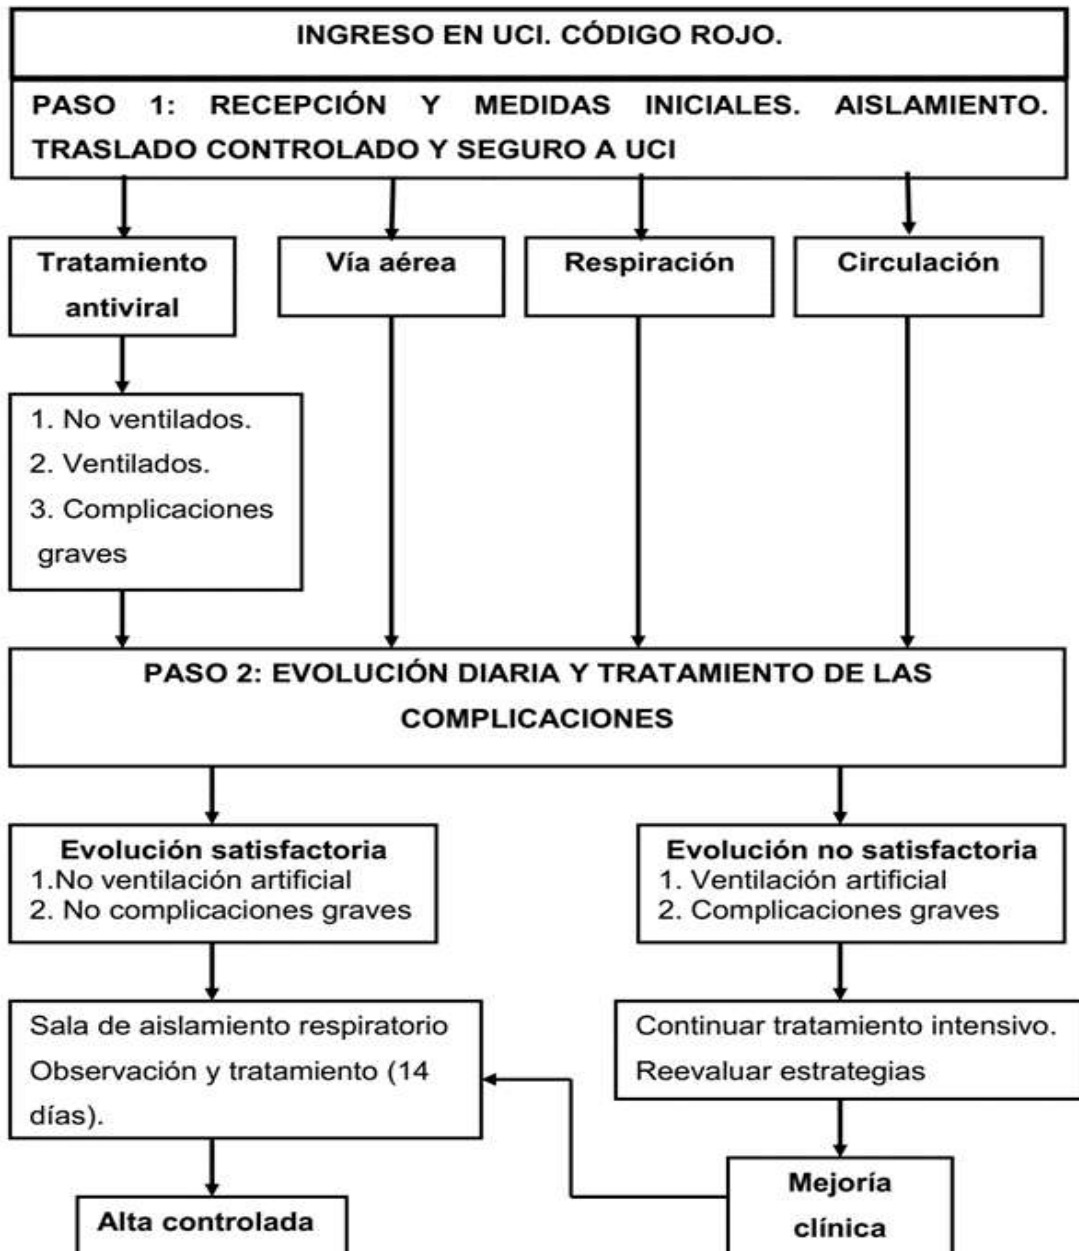 INGRESO EN UCI. CÓDIGO ROJO.
PASO 1: RECEPCIÓN Y MEDIDAS INICIALES. AISLAMIENTO.
TRASLADO CONTROLADO Y SEGURO A UCI
Tratamiento
antiviral
Vía aérea
Respiración
Circulación
1. No ventilados.
2. Ventilados.
3. Complicaciones
graves
PASO 2: EVOLUCIÓN DIARIA Y TRATAMIENTO DE LAS
COMPLICACIONES
Evolución satisfactoria
1.No ventilación artificial
2. No complicaciones graves
Evolución no satisfactoria
1. Ventilación artificial
2. Complicaciones graves
Sala de aislamiento respiratorio
Observación y tratamiento (14
días).
Continuar tratamiento intensivo.
Reevaluar estrategias
Mejoría
clínica
Alta controlada